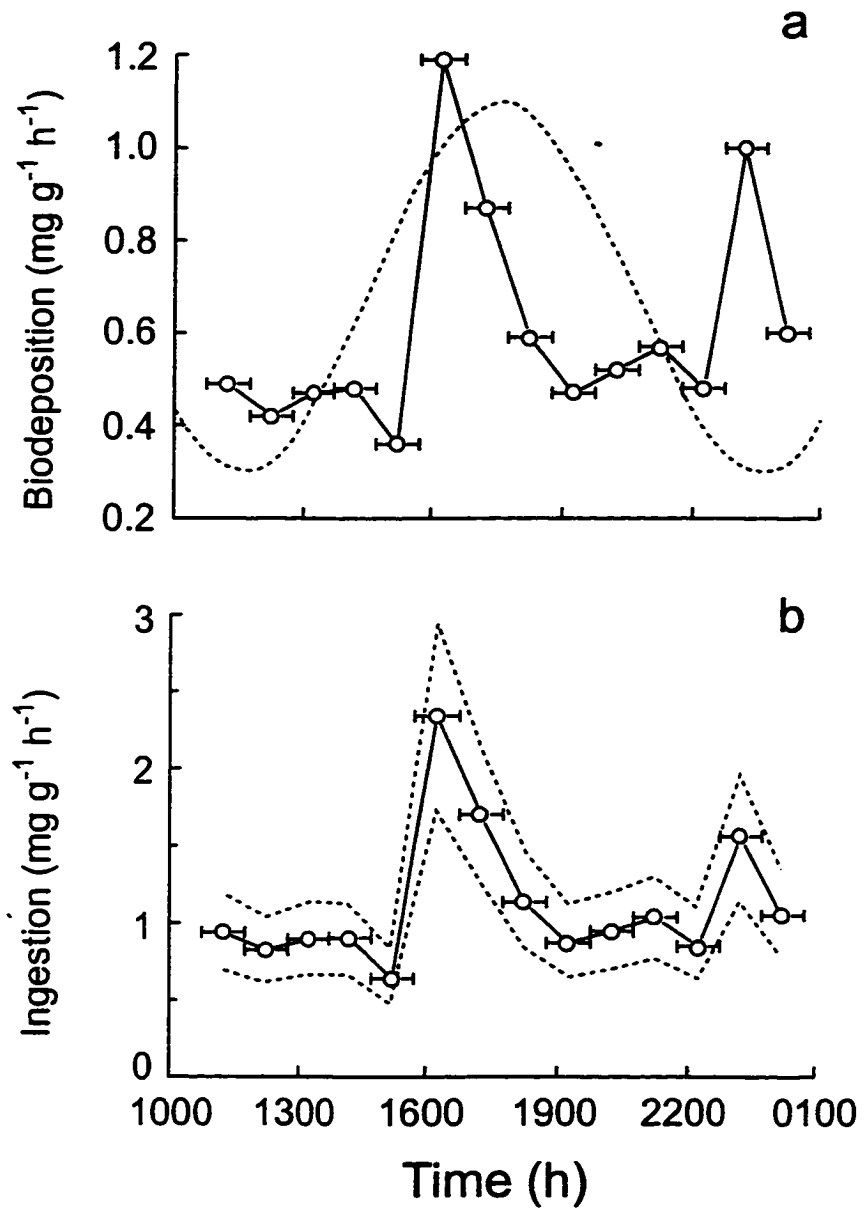 a
1.2
1.0
0.8
0.6
0.4
0.2
Biodeposition (mg g⁻¹ h⁻¹)
b
3
2
1
0
Ingestion (mg g⁻¹ h⁻¹)
1000 1300 1600 1900 2200 0100
Time (h)